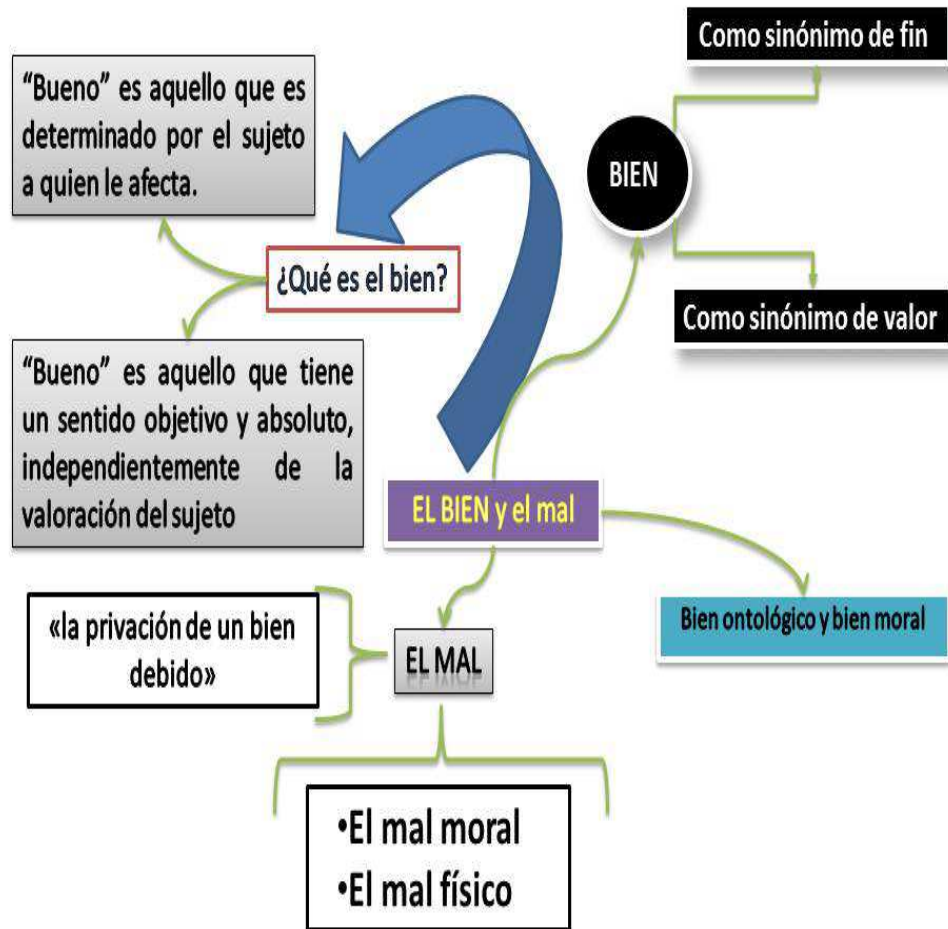 Como sinónimo de fin
“Bueno” es aquello que es
determinado por el sujeto
a quien le afecta.
BIEN
¿Qué es el bien?
Como sinónimo de valor
“Bueno” es aquello que tiene
un sentido objetivo y absoluto,
independientemente de la
valoración del sujeto
EL BIEN y el mal
Bien ontológico y bien moral
«la privación de un bien
debido»
EL MAL
•El mal moral
•El mal físico